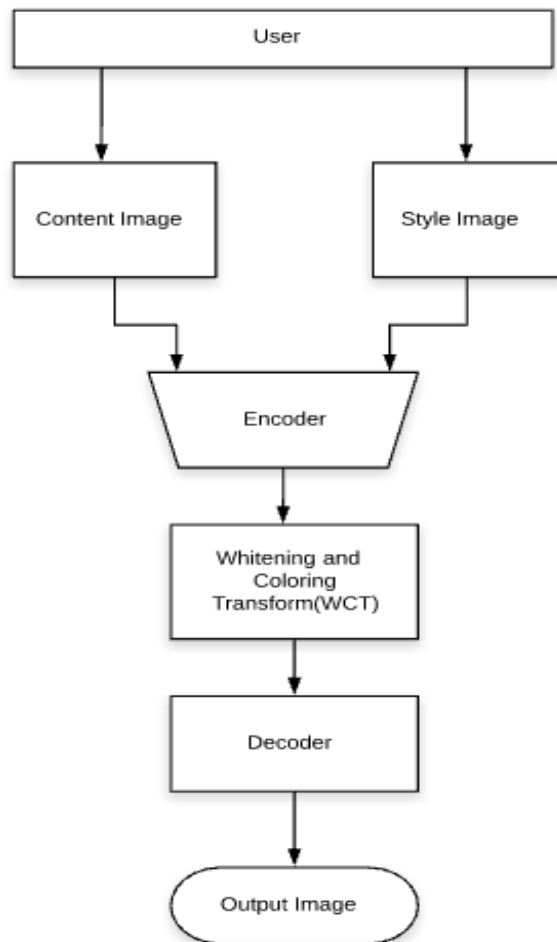 User
Content Image
Style Image
Encoder
Whitening and
Coloring
Transform(WCT)
Decoder
Output Image